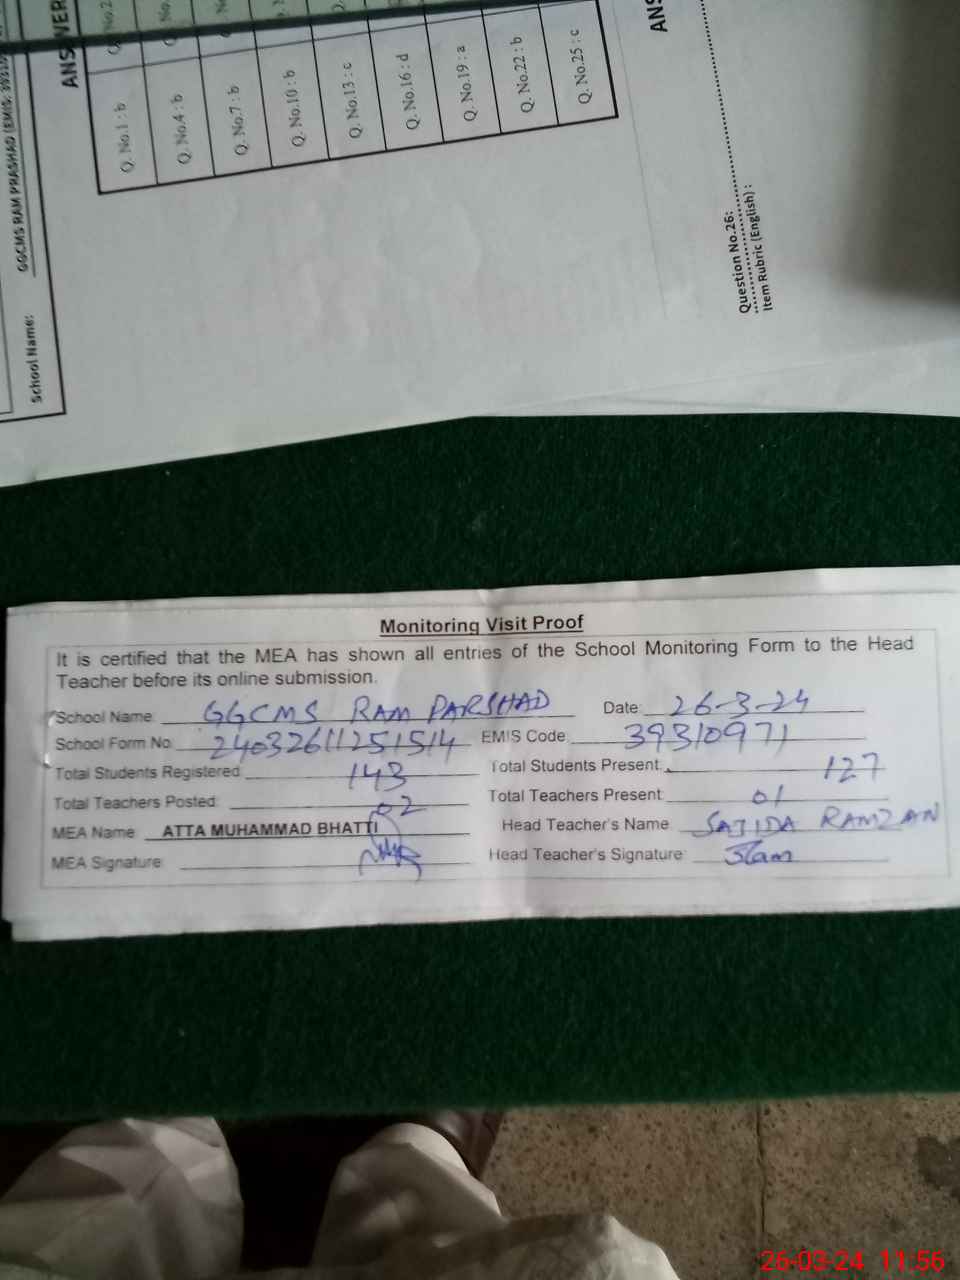 School Name: GGCMS RAM PRASHAD (EMIS:
Q. No.1 : b
Q. No.4 : b
Q. No.7 : b
Q. No.10 : b
Q. No.13 : c
Q. No.16 : d
Q. No.19 : a
Q. No.22 : b
Q. No.25 : c
Question No.26:
Item Rubric (English) :
Monitoring Visit Proof
It is certified that the MEA has shown all entries of the School Monitoring Form to the Head
Teacher before its online submission.
School Name: GGCMS RAM PARSHAD Date: 26-3-24
School Form No: 24032611251514 EMIS Code: 39310971
Total Students Registered: 143 Total Students Present: 127
Total Teachers Posted: 02 Total Teachers Present: 01
MEA Name: ATTA MUHAMMAD BHATTI Head Teacher's Name: SAJIDA RAMZAN
MEA Signature: Head Teacher's Signature:
26-03-24 11:56